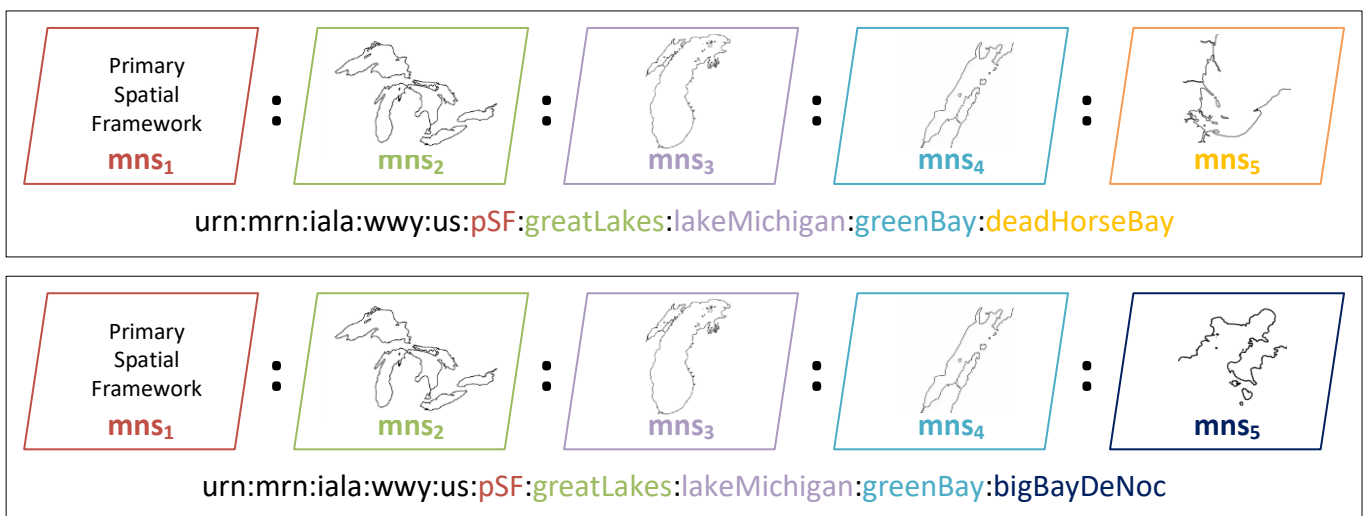 Primary
Spatial
Framework
mns₁ : mns₂ : mns₃ : mns₄ : mns₅
urn:mrn:iala:wwy:us:pSF:greatLakes:lakeMichigan:greenBay:deadHorseBay
Primary
Spatial
Framework
mns₁ : mns₂ : mns₃ : mns₄ : mns₅
urn:mrn:iala:wwy:us:pSF:greatLakes:lakeMichigan:greenBay:bigBayDeNoc